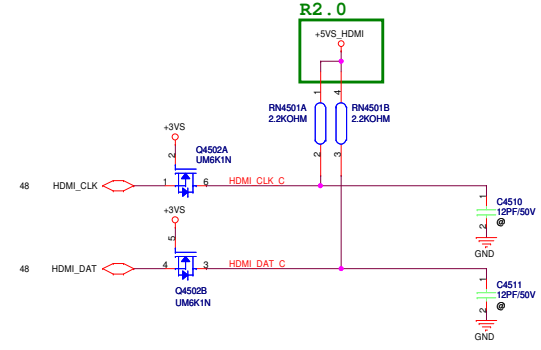 R2.0
+5VS_HDMI
1
4
RN4501A
2.2KOHM
RN4501B
2.2KOHM
2
3
+3VS
2
Q4502A
UM6K1N
48
HDMI_CLK
1
6
HDMI_CLK_C
+3VS
5
1
C4510
12PF/50V
@
2
GND
48
HDMI_DAT
4
3
HDMI_DAT_C
Q4502B
UM6K1N
1
C4511
12PF/50V
@
2
GND